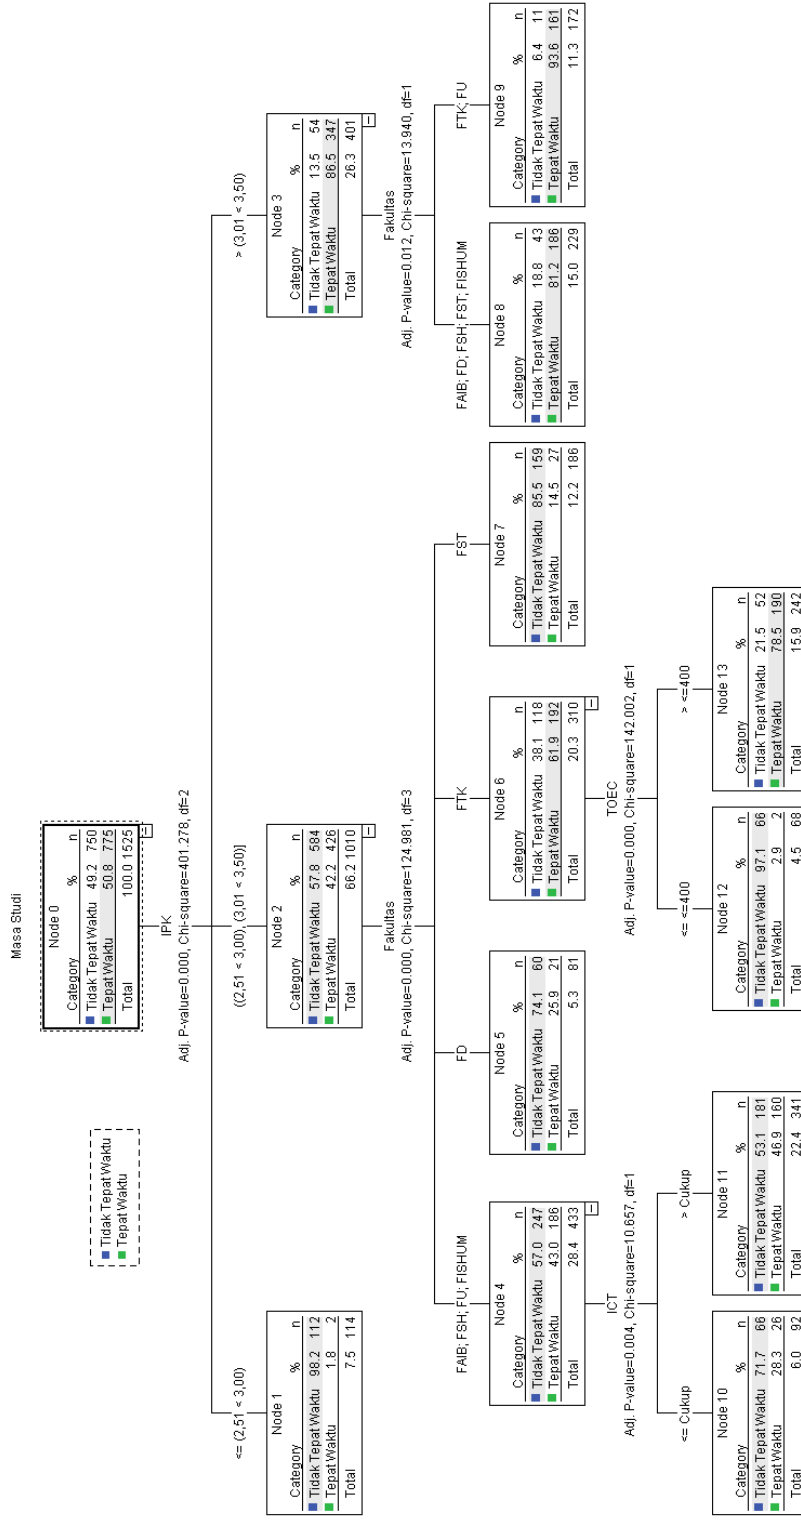 Masa Studi
Tidak Tepat Waktu
Tepat Waktu
Node 0
Category % n
Tidak Tepat Waktu 49.2 750
Tepat Waktu 50.8 775
Total 100.0 1525
IPK
Adj. P-value=0.000, Chi-square=401.278, df=2
<= (2,51 < 3,00)
((2,51 < 3,00), (3,01 < 3,50)]
> (3,01 < 3,50)
Node 1
Category % n
Tidak Tepat Waktu 98.2 112
Tepat Waktu 1.8 2
Total 7.5 114
Node 2
Category % n
Tidak Tepat Waktu 57.8 584
Tepat Waktu 42.2 426
Total 66.2 1010
Node 3
Category % n
Tidak Tepat Waktu 13.5 54
Tepat Waktu 86.5 347
Total 26.3 401
Fakultas
Adj. P-value=0.000, Chi-square=124.981, df=3
Fakultas
Adj. P-value=0.012, Chi-square=13.940, df=1
FAIB; FSH; FU; FISHUM
FD
FTK
FST
FAIB; FD; FSH; FST; FISHUM
FTK; FU
Node 4
Category % n
Tidak Tepat Waktu 57.0 247
Tepat Waktu 43.0 186
Total 28.4 433
Node 5
Category % n
Tidak Tepat Waktu 74.1 60
Tepat Waktu 25.9 21
Total 5.3 81
Node 6
Category % n
Tidak Tepat Waktu 38.1 118
Tepat Waktu 61.9 192
Total 20.3 310
Node 7
Category % n
Tidak Tepat Waktu 85.5 159
Tepat Waktu 14.5 27
Total 12.2 186
Node 8
Category % n
Tidak Tepat Waktu 18.8 43
Tepat Waktu 81.2 186
Total 15.0 229
Node 9
Category % n
Tidak Tepat Waktu 6.4 11
Tepat Waktu 93.6 161
Total 11.3 172
ICT
Adj. P-value=0.004, Chi-square=10.657, df=1
TOEC
Adj. P-value=0.000, Chi-square=142.002, df=1
<= Cukup
> Cukup
<= <=400
> <=400
Node 10
Category % n
Tidak Tepat Waktu 71.7 66
Tepat Waktu 28.3 26
Total 6.0 92
Node 11
Category % n
Tidak Tepat Waktu 53.1 181
Tepat Waktu 46.9 160
Total 22.4 341
Node 12
Category % n
Tidak Tepat Waktu 97.1 66
Tepat Waktu 2.9 2
Total 4.5 68
Node 13
Category % n
Tidak Tepat Waktu 21.5 52
Tepat Waktu 78.5 190
Total 15.9 242